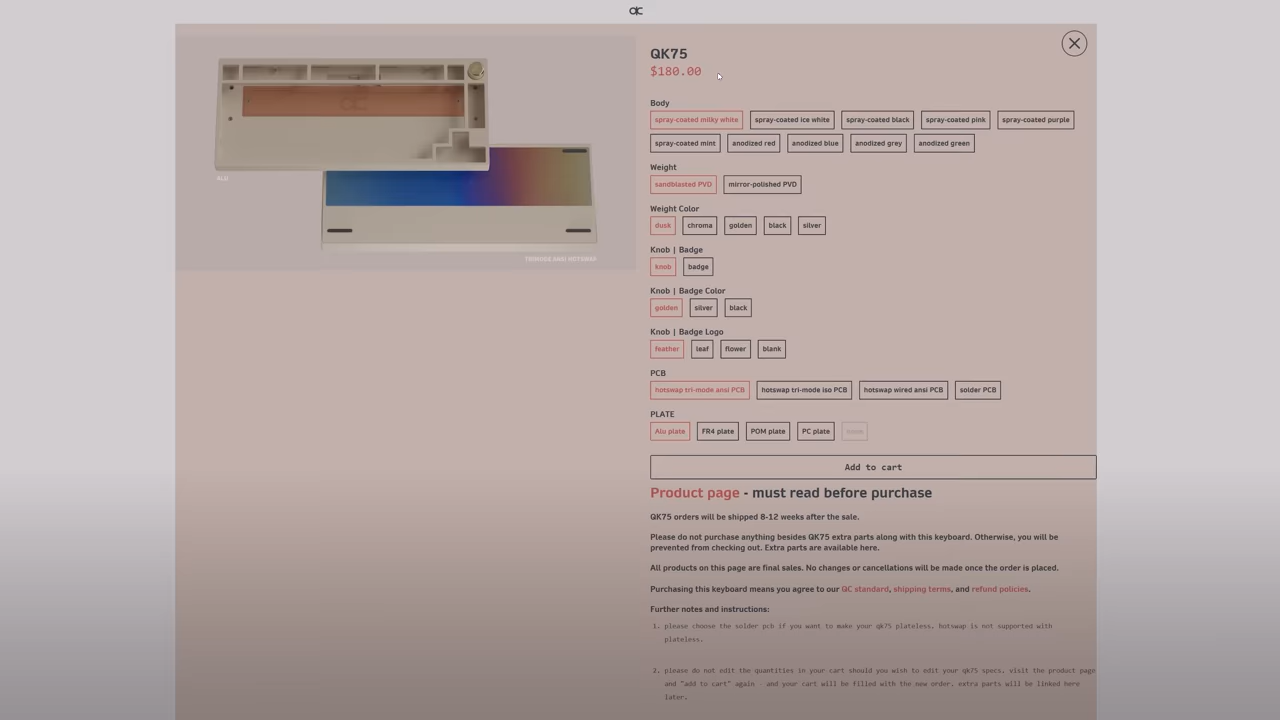 QK
QK75
$180.00
Body
spray-coated milky white spray-coated ice white spray-coated black spray-coated pink spray-coated purple
spray-coated mint anodized red anodized blue anodized grey anodized green
Weight
sandblasted PVD mirror-polished PVD
Weight Color
dusk chroma golden black silver
Knob | Badge
knob badge
Knob | Badge Color
golden silver black
Knob | Badge Logo
feather leaf flower blank
PCB
hotswap tri-mode ansi PCB hotswap tri-mode iso PCB hotswap wired ansi PCB solder PCB
PLATE
Alu plate FR4 plate POM plate PC plate
Add to cart
Product page - must read before purchase
QK75 orders will be shipped 8-12 weeks after the sale.
Please do not purchase anything besides QK75 extra parts along with this keyboard. Otherwise, you will be
prevented from checking out. Extra parts are available here.
All products on this page are final sales. No changes or cancellations will be made once the order is placed.
Purchasing this keyboard means you agree to our QC standard, shipping terms, and refund policies.
Further notes and instructions:
1. please choose the solder pcb if you want to make your qk75 plateless, hotswap is not supported with
plateless.
2. please do not edit the quantities in your cart should you wish to edit your qk75 specs, visit the product page
and "add to cart" again - and your cart will be filled with the new order, extra parts will be linked here
later.
ALU
TRIMODE ANSI HOTSWAP